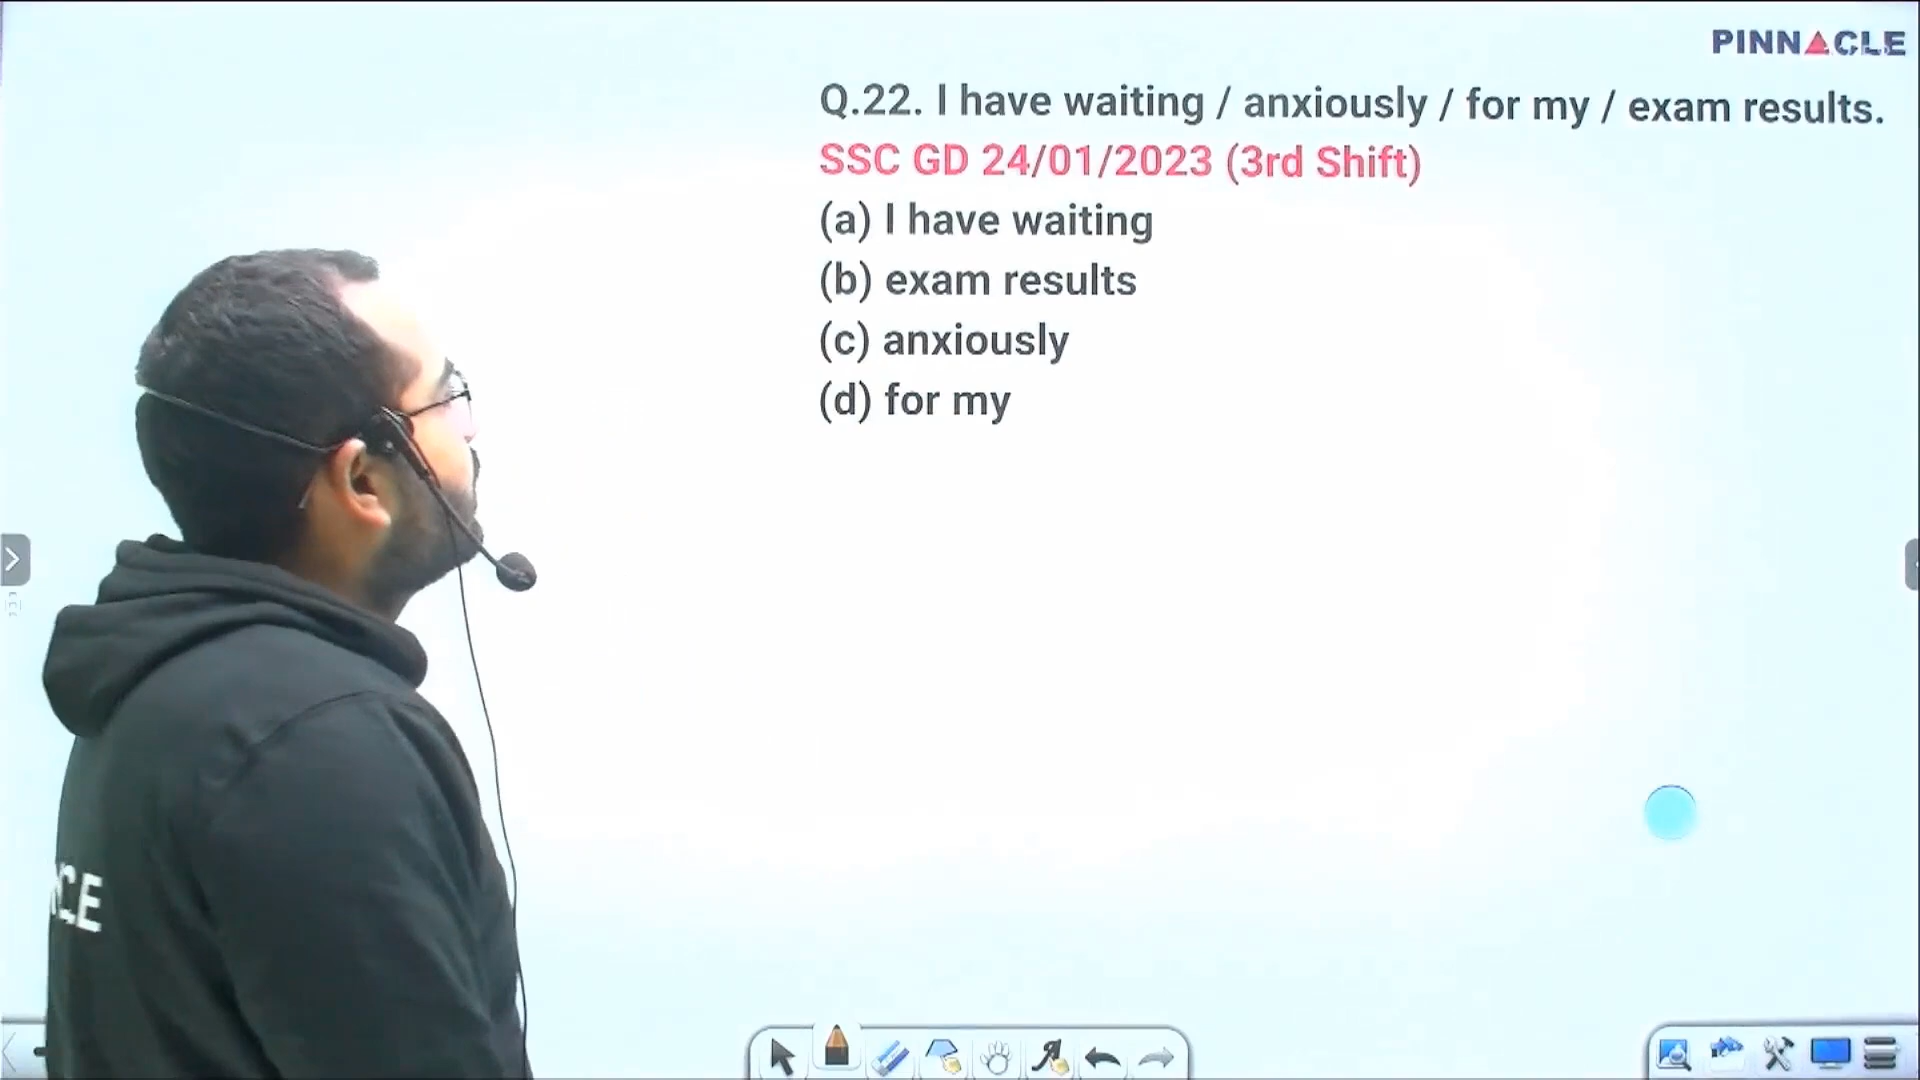 PINNACLE
Q.22. I have waiting / anxiously / for my / exam results.
SSC GD 24/01/2023 (3rd Shift)
(a) I have waiting
(b) exam results
(c) anxiously
(d) for my